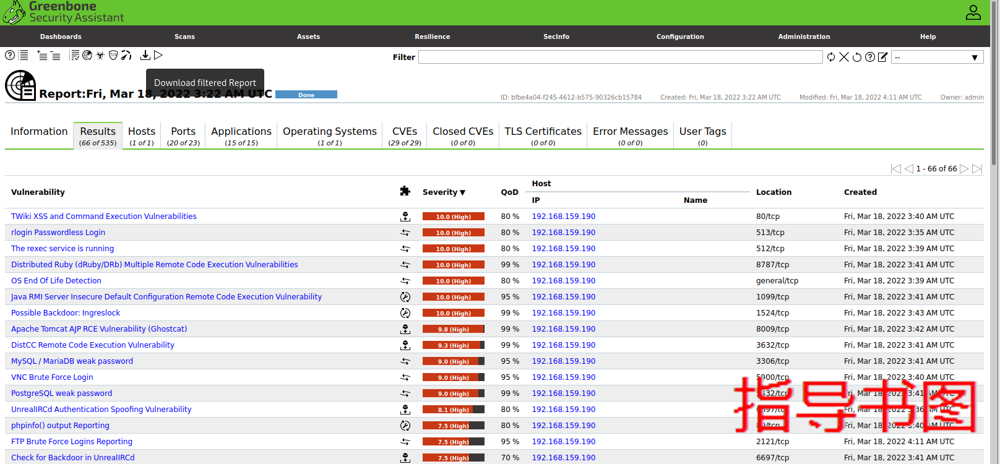 Greenbone
Security Assistant
Dashboards Scans Assets Resilience SecInfo Configuration Administration Help
Filter --
Download filtered Report
Report:Fri, Mar 18, 2022 3:22 AM UTC Done ID: bfbe4a04-f245-4612-b575-90326cb15784 Created: Fri, Mar 18, 2022 3:22 AM UTC Modified: Fri, Mar 18, 2022 4:11 AM UTC Owner: admin
Information Results Hosts Ports Applications Operating Systems CVEs Closed CVEs TLS Certificates Error Messages User Tags
(66 of 535) (1 of 1) (20 of 23) (15 of 15) (1 of 1) (29 of 29) (0 of 0) (0 of 0) (0 of 0) (0)
1 - 66 of 66
Vulnerability Severity ▼ QoD Host Location Created
IP Name
TWiki XSS and Command Execution Vulnerabilities 10.0 (High) 80 % 192.168.159.190 80/tcp Fri, Mar 18, 2022 3:40 AM UTC
rlogin Passwordless Login 10.0 (High) 80 % 192.168.159.190 513/tcp Fri, Mar 18, 2022 3:35 AM UTC
The rexec service is running 10.0 (High) 80 % 192.168.159.190 512/tcp Fri, Mar 18, 2022 3:39 AM UTC
Distributed Ruby (dRuby/DRb) Multiple Remote Code Execution Vulnerabilities 10.0 (High) 99 % 192.168.159.190 8787/tcp Fri, Mar 18, 2022 3:41 AM UTC
OS End Of Life Detection 10.0 (High) 80 % 192.168.159.190 general/tcp Fri, Mar 18, 2022 3:39 AM UTC
Java RMI Server Insecure Default Configuration Remote Code Execution Vulnerability 10.0 (High) 95 % 192.168.159.190 1099/tcp Fri, Mar 18, 2022 3:41 AM UTC
Possible Backdoor: Ingreslock 10.0 (High) 99 % 192.168.159.190 1524/tcp Fri, Mar 18, 2022 3:43 AM UTC
Apache Tomcat AJP RCE Vulnerability (Ghostcat) 9.8 (High) 99 % 192.168.159.190 8009/tcp Fri, Mar 18, 2022 3:42 AM UTC
DistCC Remote Code Execution Vulnerability 9.3 (High) 99 % 192.168.159.190 3632/tcp Fri, Mar 18, 2022 3:41 AM UTC
MySQL / MariaDB weak password 9.0 (High) 95 % 192.168.159.190 3306/tcp Fri, Mar 18, 2022 3:41 AM UTC
VNC Brute Force Login 9.0 (High) 95 % 192.168.159.190 5900/tcp Fri, Mar 18, 2022 3:40 AM UTC
PostgreSQL weak password 9.0 (High) 99 % 192.168.159.190 Fri, Mar 18, 2022 3:41 AM UTC
UnrealIRCd Authentication Spoofing Vulnerability 8.1 (High) 80 % 192.168.159.190 Mar 18, 3:36 AM UTC
phpinfo() output Reporting 7.5 (High) 80 % 192.168.159.190 Fri, Mar 18, 2022 3:40 AM UTC
FTP Brute Force Logins Reporting 7.5 (High) 95 % 192.168.159.190 2121/tcp Fri, Mar 18, 2022 4:11 AM UTC
Check for Backdoor in UnrealIRCd 7.5 (High) 70 % 192.168.159.190 6697/tcp Fri, Mar 18, 2022 3:41 AM UTC
指导书图